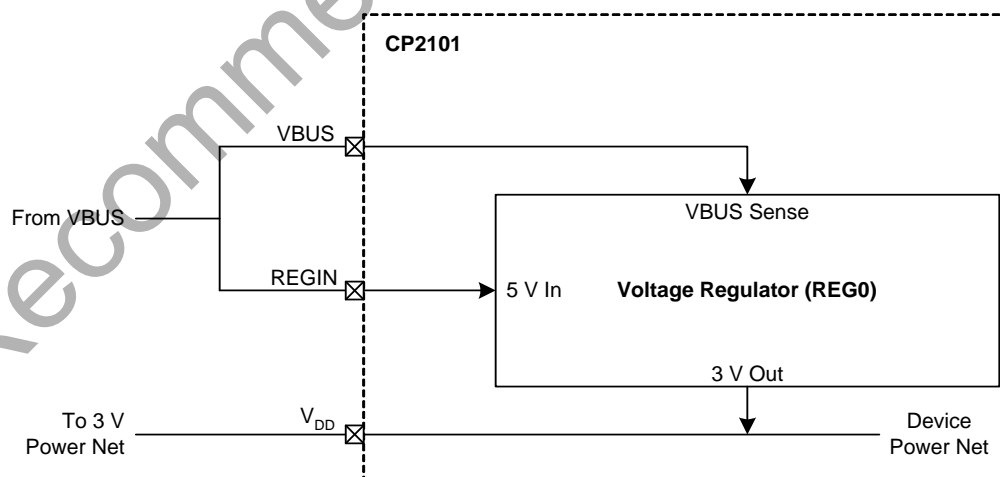 CP2101
VBUS
From VBUS
VBUS Sense
REGIN
5 V In
Voltage Regulator (REG0)
3 V Out
To 3 V
Power Net
VDD
Device
Power Net